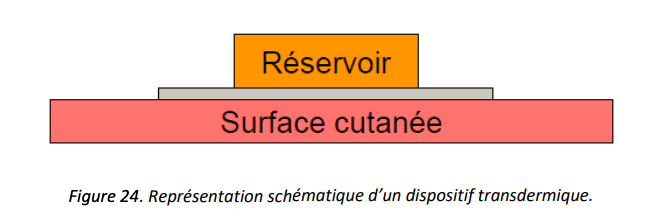 Réservoir
Surface cutanée
Figure 24. Représentation schématique d’un dispositif transdermique.